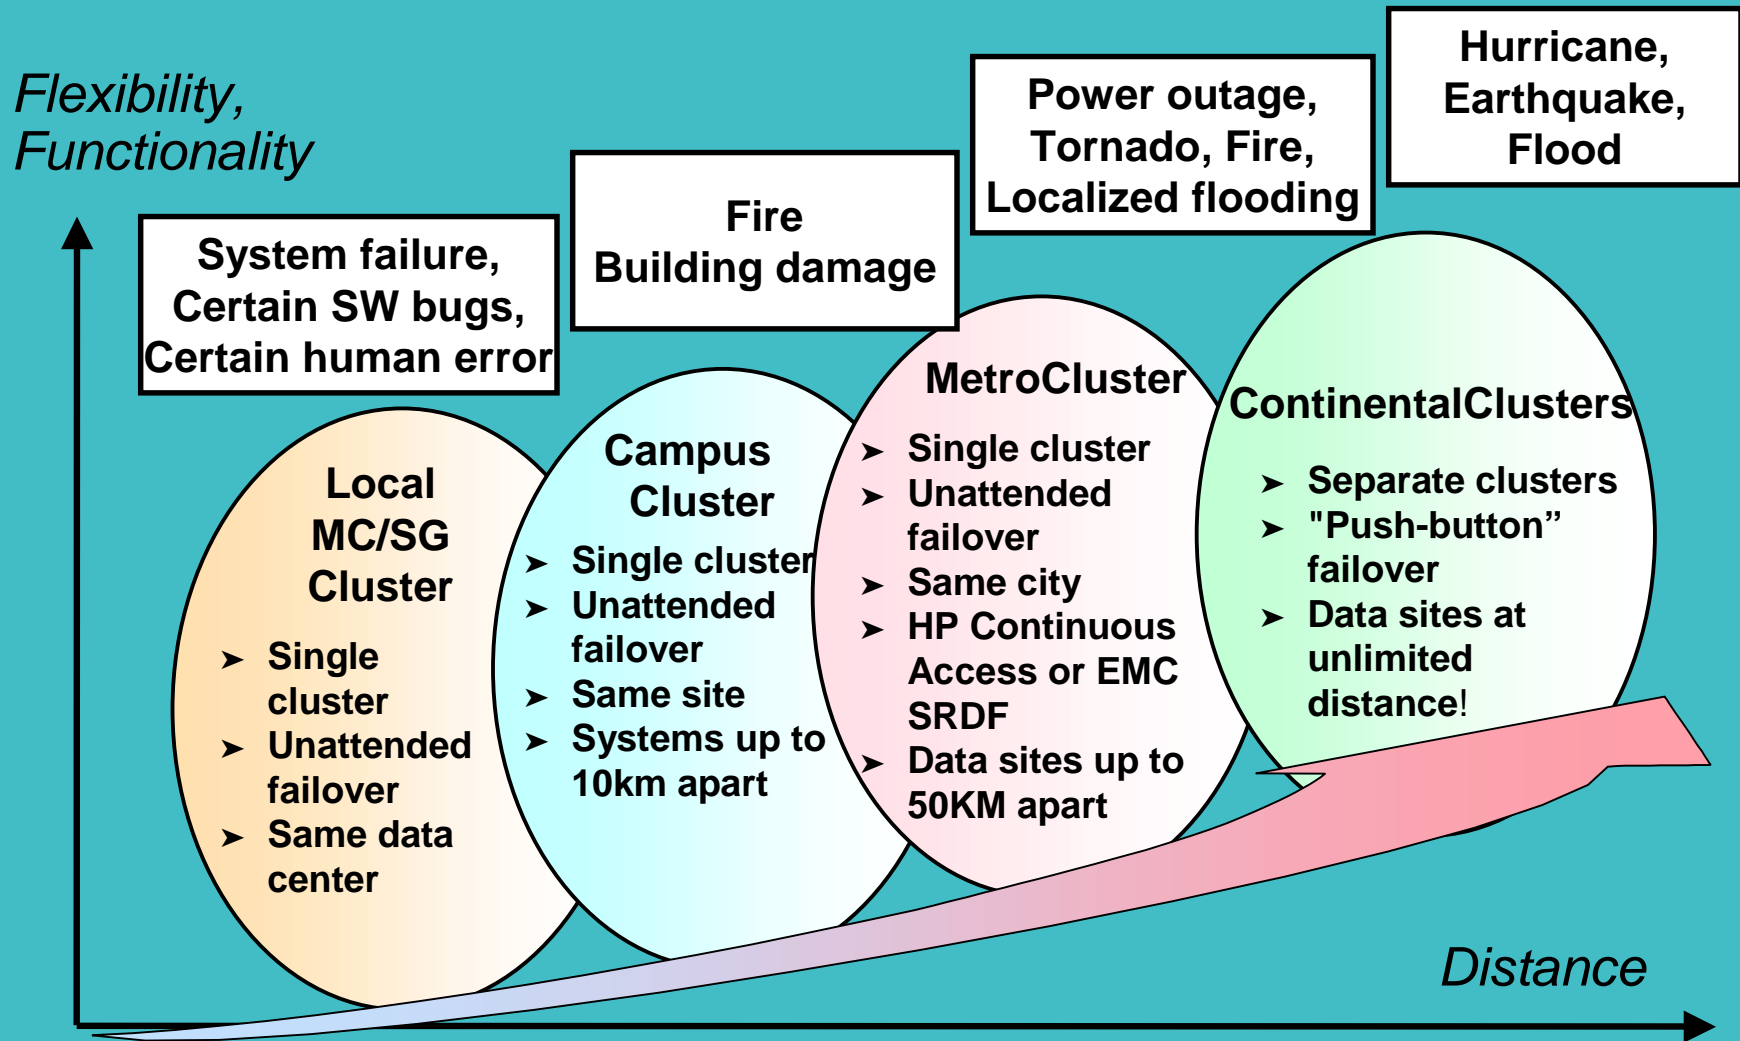 Flexibility,
Functionality
System failure,
Certain SW bugs,
Certain human error
Fire
Building damage
Power outage,
Tornado, Fire,
Localized flooding
Hurricane,
Earthquake,
Flood
Local
MC/SG
Cluster
➤ Single
cluster
➤ Unattended
failover
➤ Same data
center
Campus
Cluster
➤ Single cluster
➤ Unattended
failover
➤ Same site
➤ Systems up to
10km apart
MetroCluster
➤ Single cluster
➤ Unattended
failover
➤ Same city
➤ HP Continuous
Access or EMC
SRDF
➤ Data sites up to
50KM apart
ContinentalClusters
➤ Separate clusters
➤ "Push-button”
failover
➤ Data sites at
unlimited
distance!
Distance